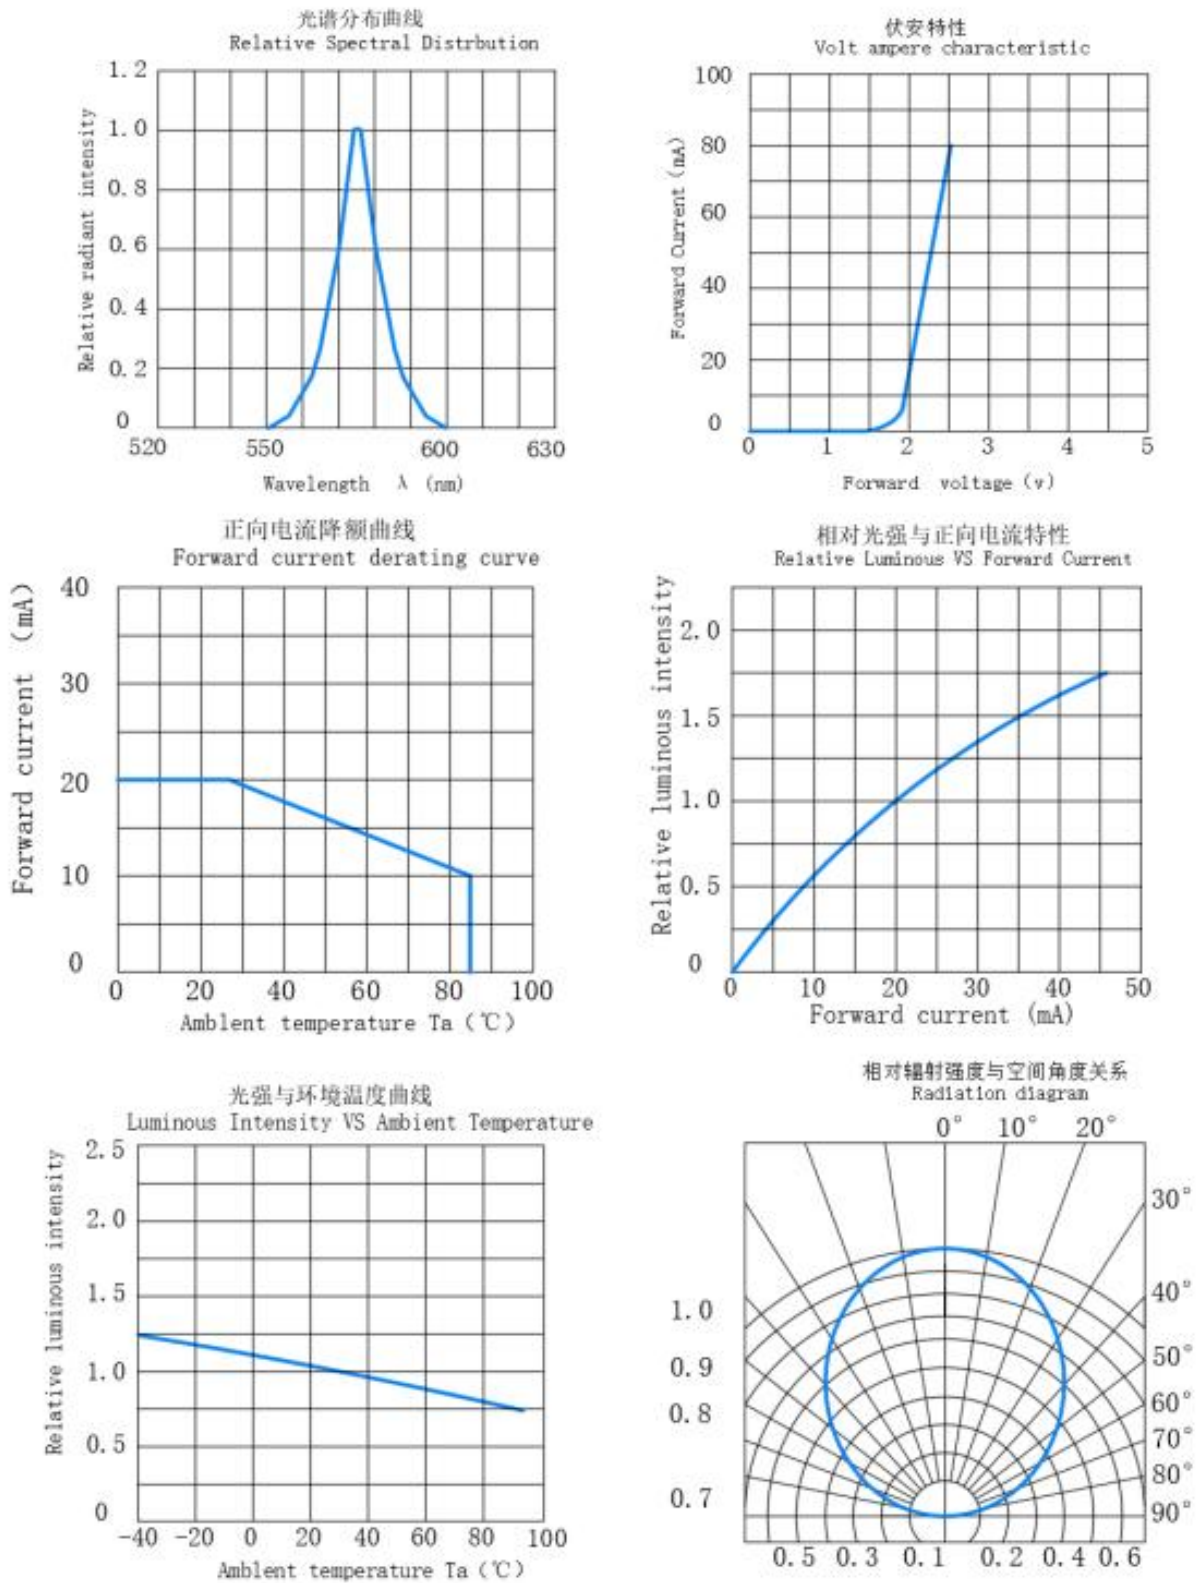 光谱分布曲线
Relative Spectral Distrbution
Relative radiant intensity
1.2
1.0
0.8
0.6
0.4
0.2
0
520 550 600 630
Wavelength λ (nm)
伏安特性
Volt ampere characteristic
Forward Current (mA)
100
80
60
40
20
0
0 1 2 3 4 5
Forward voltage (v)
正向电流降额曲线
Forward current derating curve
Forward current (mA)
40
30
20
10
0
0 20 40 60 80 100
Amblent temperature Ta (℃)
相对光强与正向电流特性
Relative Luminous VS Forward Current
Relative luminous intensity
2.0
1.5
1.0
0.5
0
0 10 20 30 40 50
Forward current (mA)
光强与环境温度曲线
Luminous Intensity VS Ambient Temperature
Relative luminous intensity
2.5
2.0
1.5
1.0
0.5
0
-40 -20 0 20 40 60 80 100
Amblent temperature Ta (℃)
相对辐射强度与空间角度关系
Radiation diagram
0° 10° 20°
30°
40°
50°
60°
70°
80°
90°
1.0
0.9
0.8
0.7
0.5 0.3 0.1 0.2 0.4 0.6